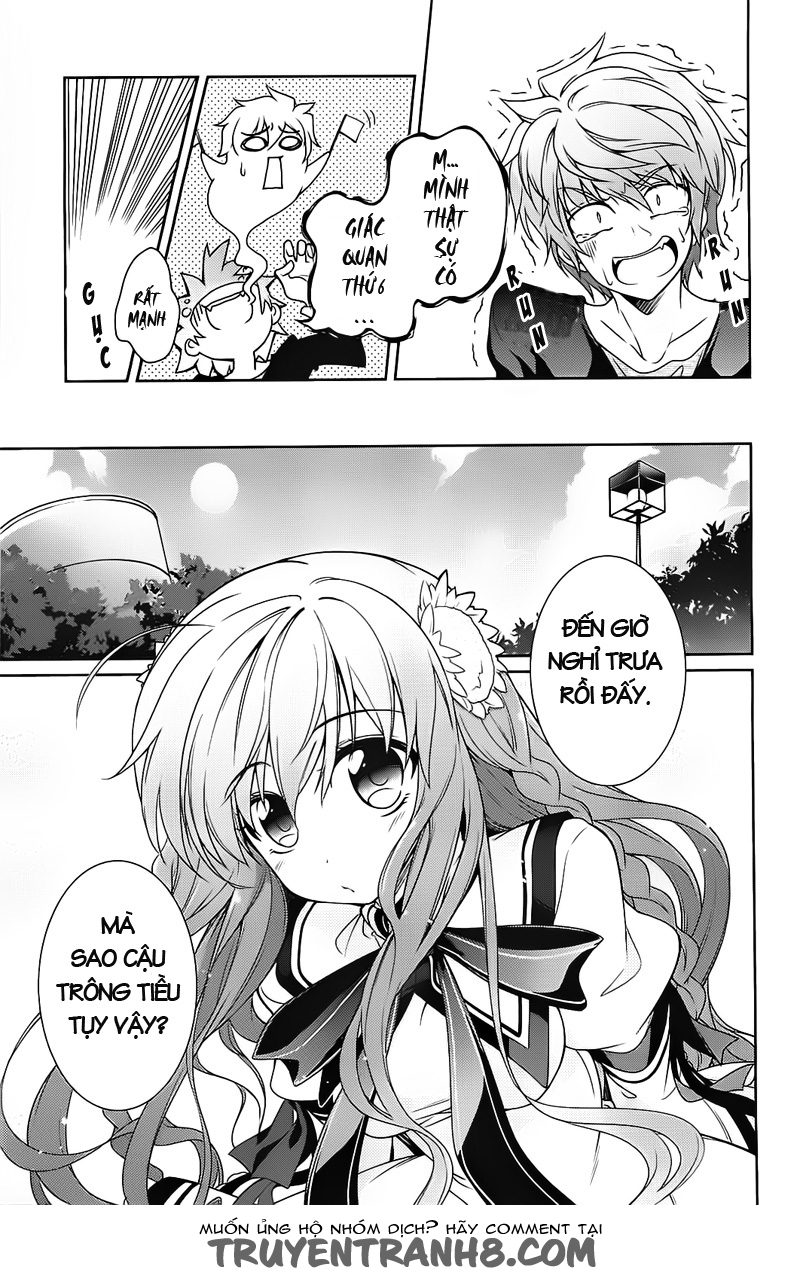 M...
MÌNH
THẬT
SỰ
CÓ
GIÁC
QUAN
THỨ 6
...
RUN
RUN
RẤT
MẠNH
GỤC
ĐẾN GIỜ
NGHỈ TRƯA
RỒI ĐẤY.
MÀ
SAO CẬU
TRÔNG TIỀU
TỤY VẬY?
MUỐN ỦNG HỘ NHÓM DỊCH? HÃY COMMENT TẠI
TRUYENTRANH8.COM